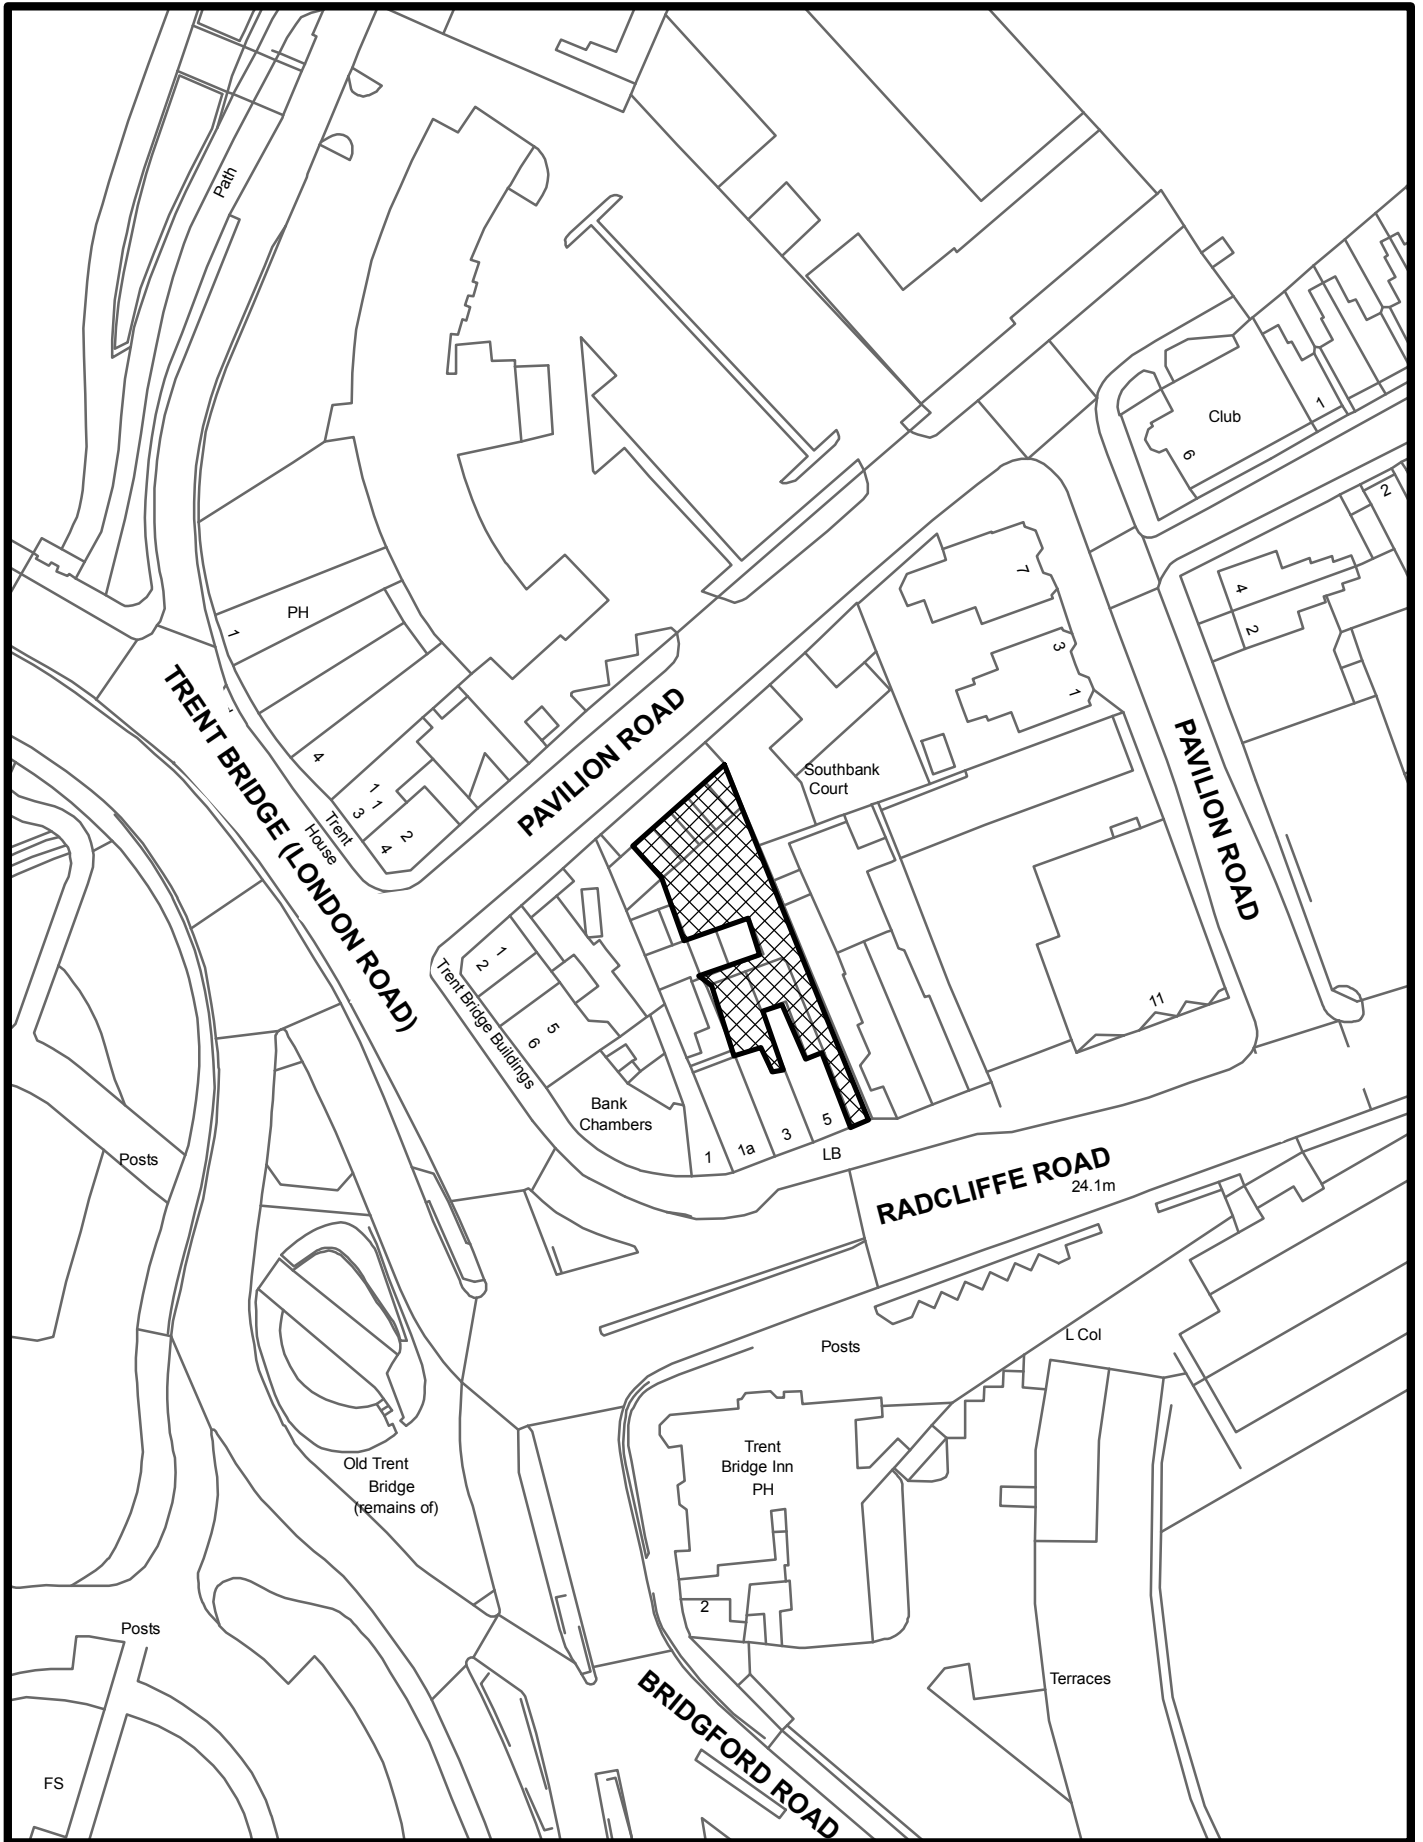 Path
Club
1
6
2
7
4
2
3
1
PH
1
4
1
1
3
2
4
Trent
House
TRENT BRIDGE (LONDON ROAD)
PAVILION ROAD
PAVILION ROAD
Southbank
Court
1
2
5
6
Trent Bridge Buildings
Bank
Chambers
11
1
1a
3
5
LB
RADCLIFFE ROAD
24.1m
Posts
Posts
L Col
Old Trent
Bridge
(remains of)
Trent
Bridge Inn
PH
2
Posts
Terraces
BRIDGFORD ROAD
FS